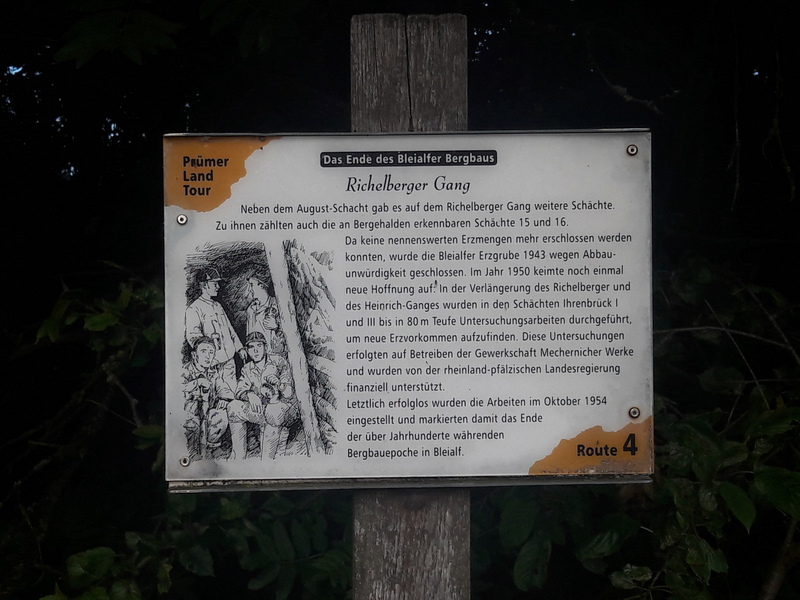 Prümer
Land
Tour
Das Ende des Bleialfer Bergbaus
Richelberger Gang
Neben dem August-Schacht gab es auf dem Richelberger Gang weitere Schächte.
Zu ihnen zählten auch die an Bergehalden erkennbaren Schächte 15 und 16.
Da keine nennenswerten Erzmengen mehr erschlossen werden
konnten, wurde die Bleialfer Erzgrube 1943 wegen Abbau-
unwürdigkeit geschlossen. Im Jahr 1950 keimte noch einmal
neue Hoffnung auf. In der Verlängerung des Richelberger und
des Heinrich-Ganges wurden in den Schächten Ihrenbrück I
und III bis in 80 m Teufe Untersuchungsarbeiten durchgeführt,
um neue Erzvorkommen aufzufinden. Diese Untersuchungen
erfolgten auf Betreiben der Gewerkschaft Mechernicher Werke
und wurden von der rheinland-pfälzischen Landesregierung
finanziell unterstützt.
Letztlich erfolglos wurden die Arbeiten im Oktober 1954
eingestellt und markierten damit das Ende
der über Jahrhunderte währenden
Bergbauepoche in Bleialf.
Route 4